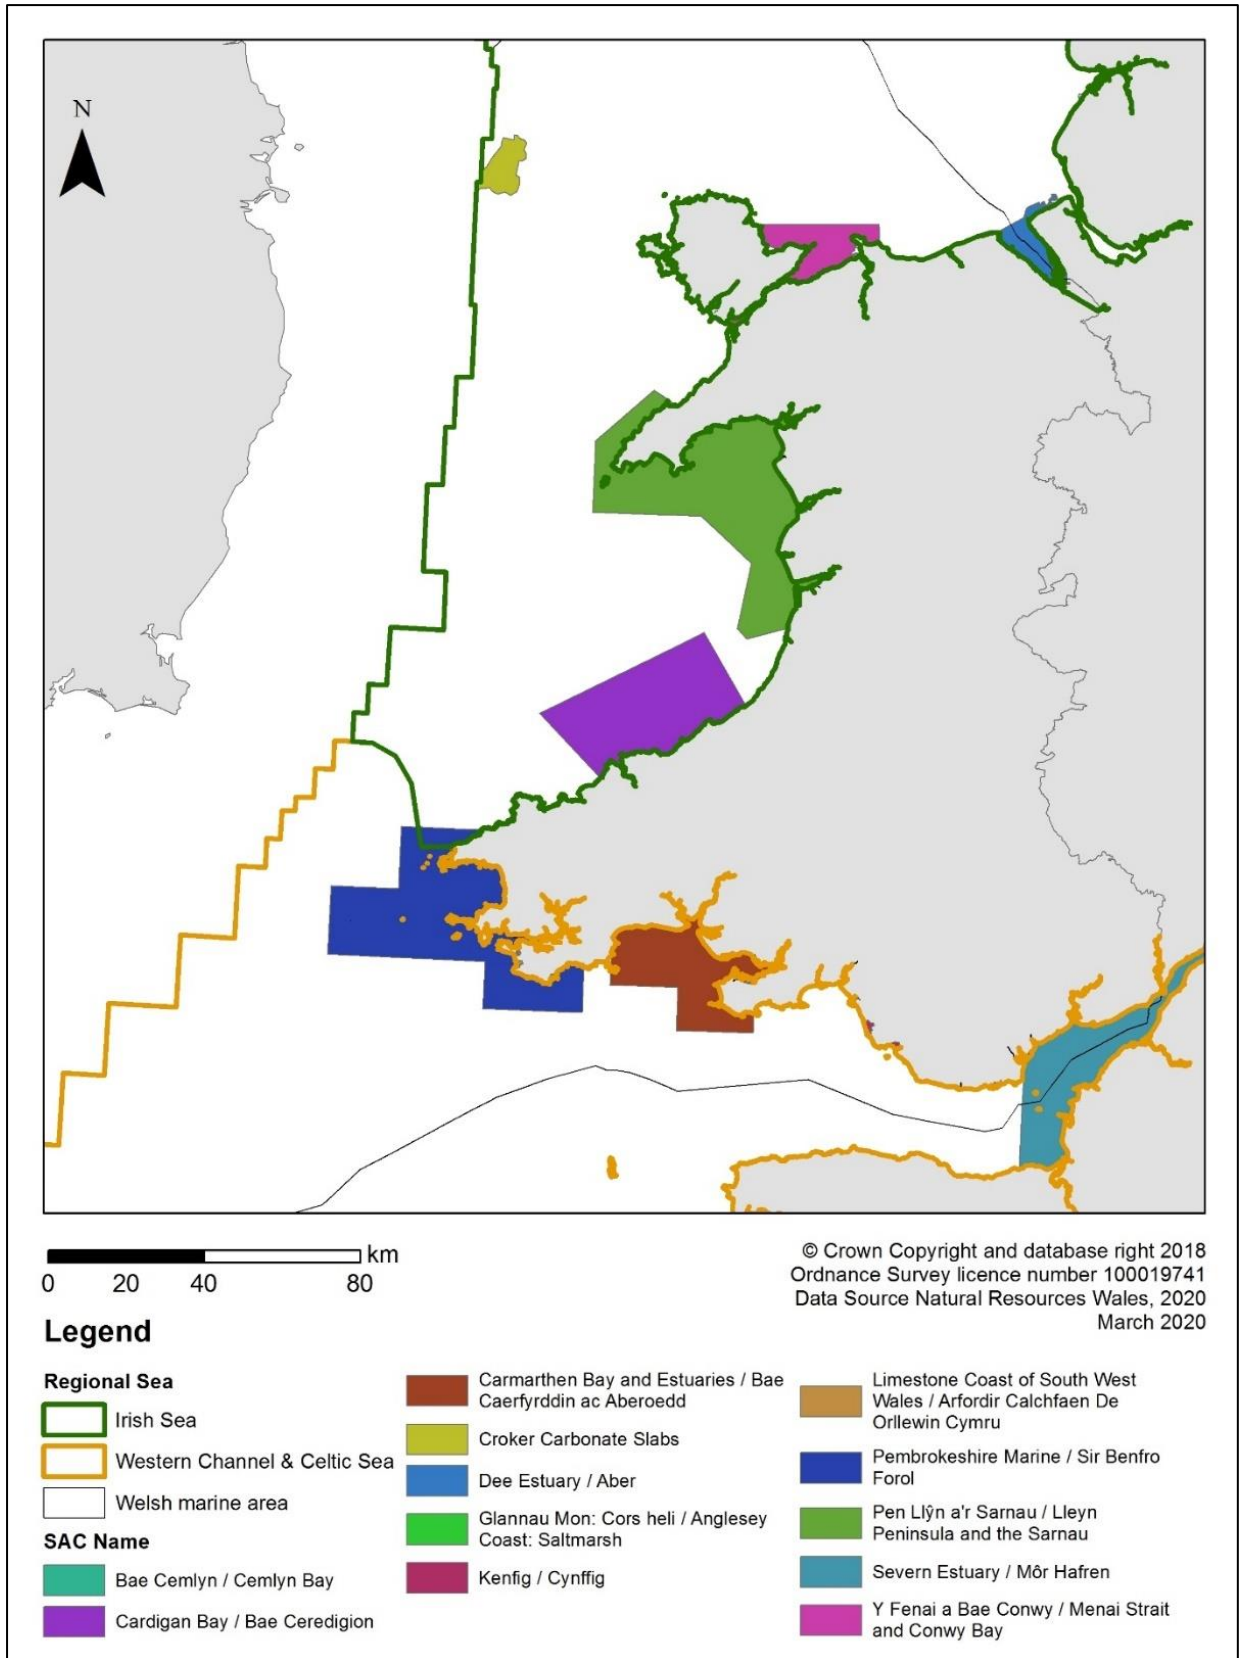 N
km
0 20 40 80
© Crown Copyright and database right 2018
Ordnance Survey licence number 100019741
Data Source Natural Resources Wales, 2020
March 2020
Legend
Regional Sea
Irish Sea
Western Channel & Celtic Sea
Welsh marine area
SAC Name
Bae Cemlyn / Cemlyn Bay
Cardigan Bay / Bae Ceredigion
Carmarthen Bay and Estuaries / Bae
Caerfyrddin ac Aberoedd
Croker Carbonate Slabs
Dee Estuary / Aber
Glannau Mon: Cors heli / Anglesey
Coast: Saltmarsh
Kenfig / Cynffig
Limestone Coast of South West
Wales / Arfordir Calchfaen De
Orllewin Cymru
Pembrokeshire Marine / Sir Benfro
Forol
Pen Llŷn a'r Sarnau / Lleyn
Peninsula and the Sarnau
Severn Estuary / Môr Hafren
Y Fenai a Bae Conwy / Menai Strait
and Conwy Bay